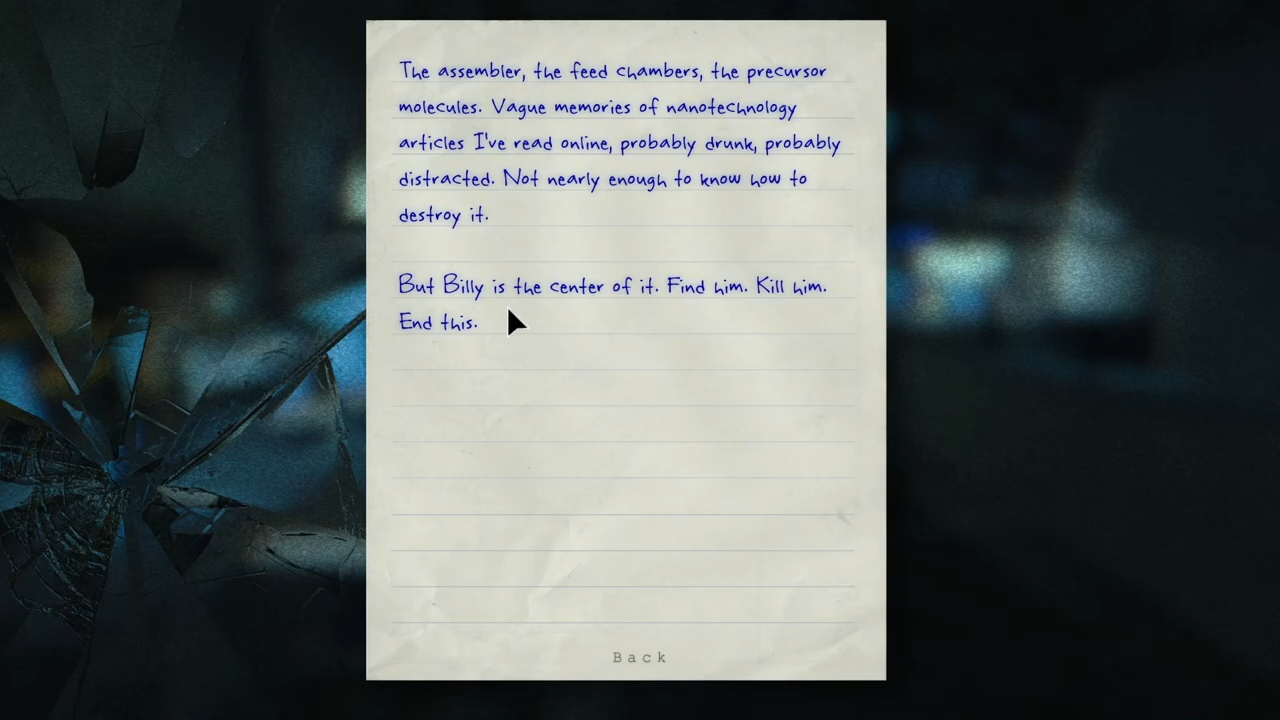 The assembler, the feed chambers, the precursor
molecules. Vague memories of nanotechnology
articles I've read online, probably drunk, probably
distracted. Not nearly enough to know how to
destroy it.
But Billy is the center of it. Find him. Kill him.
End this.
Back